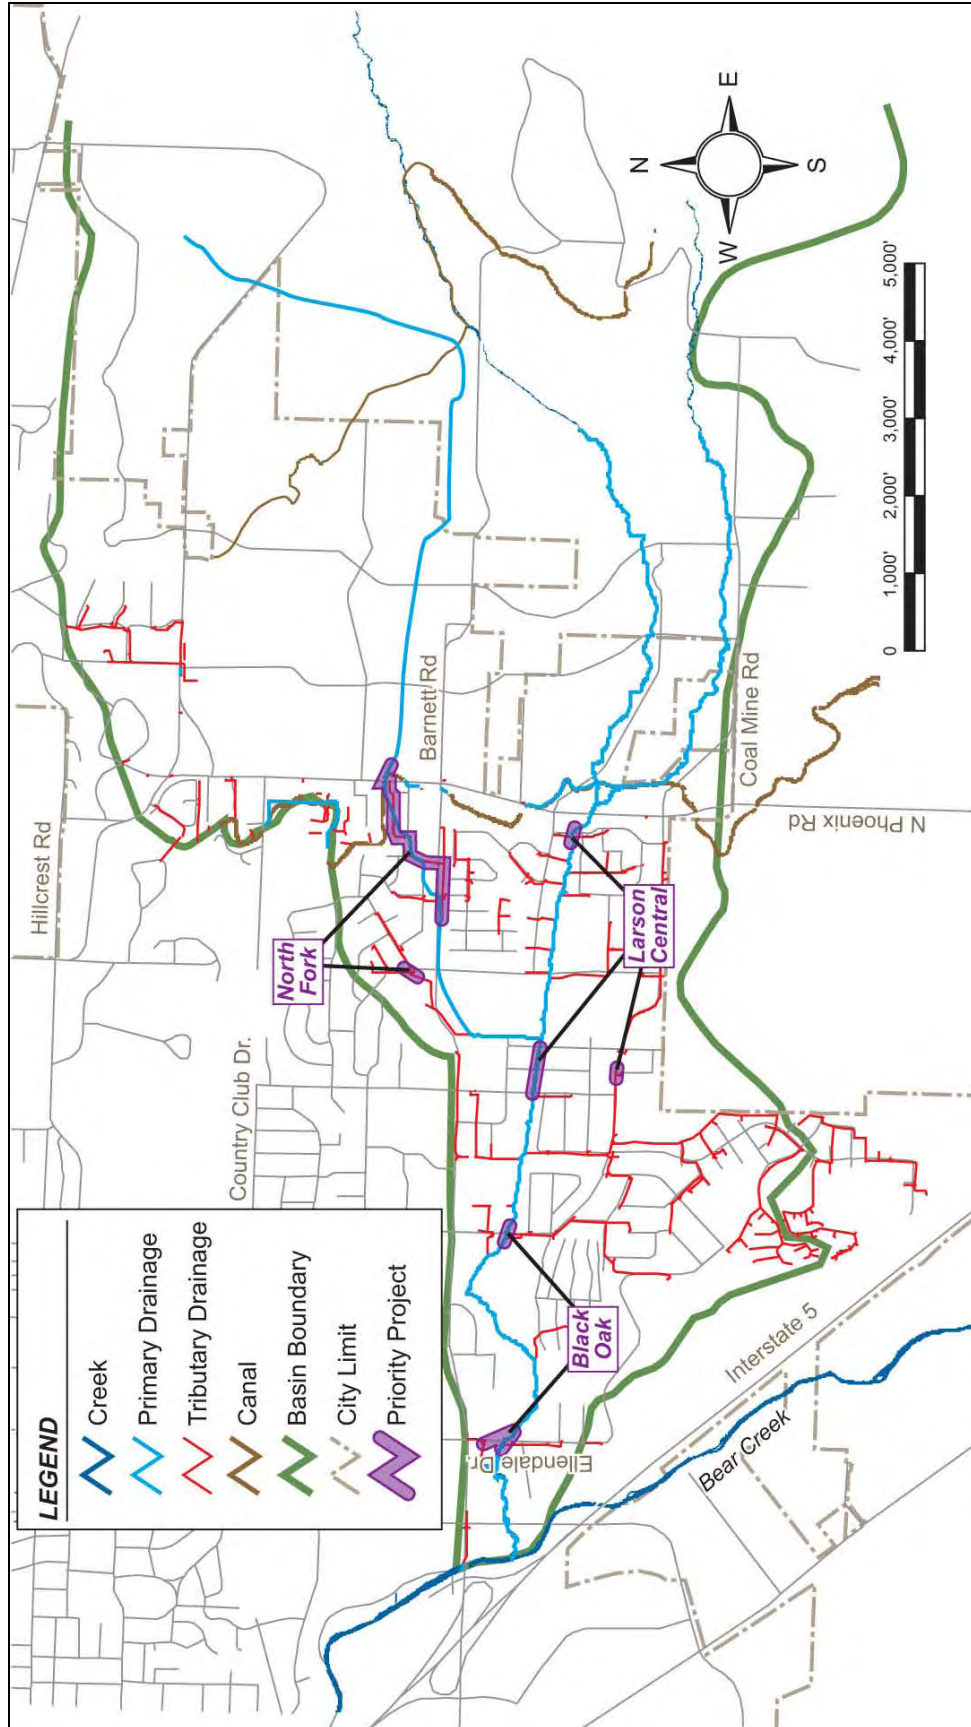 LEGEND
Creek
Primary Drainage
Tributary Drainage
Canal
Basin Boundary
City Limit
Priority Project
Hillcrest Rd
Country Club Dr.
North
Fork
Barnett Rd
Larson
Central
Black
Oak
Ellendale Dr.
Coal Mine Rd
N Phoenix Rd
Interstate 5
Bear Creek
N
E
S
W
0 1,000' 2,000' 3,000' 4,000' 5,000'